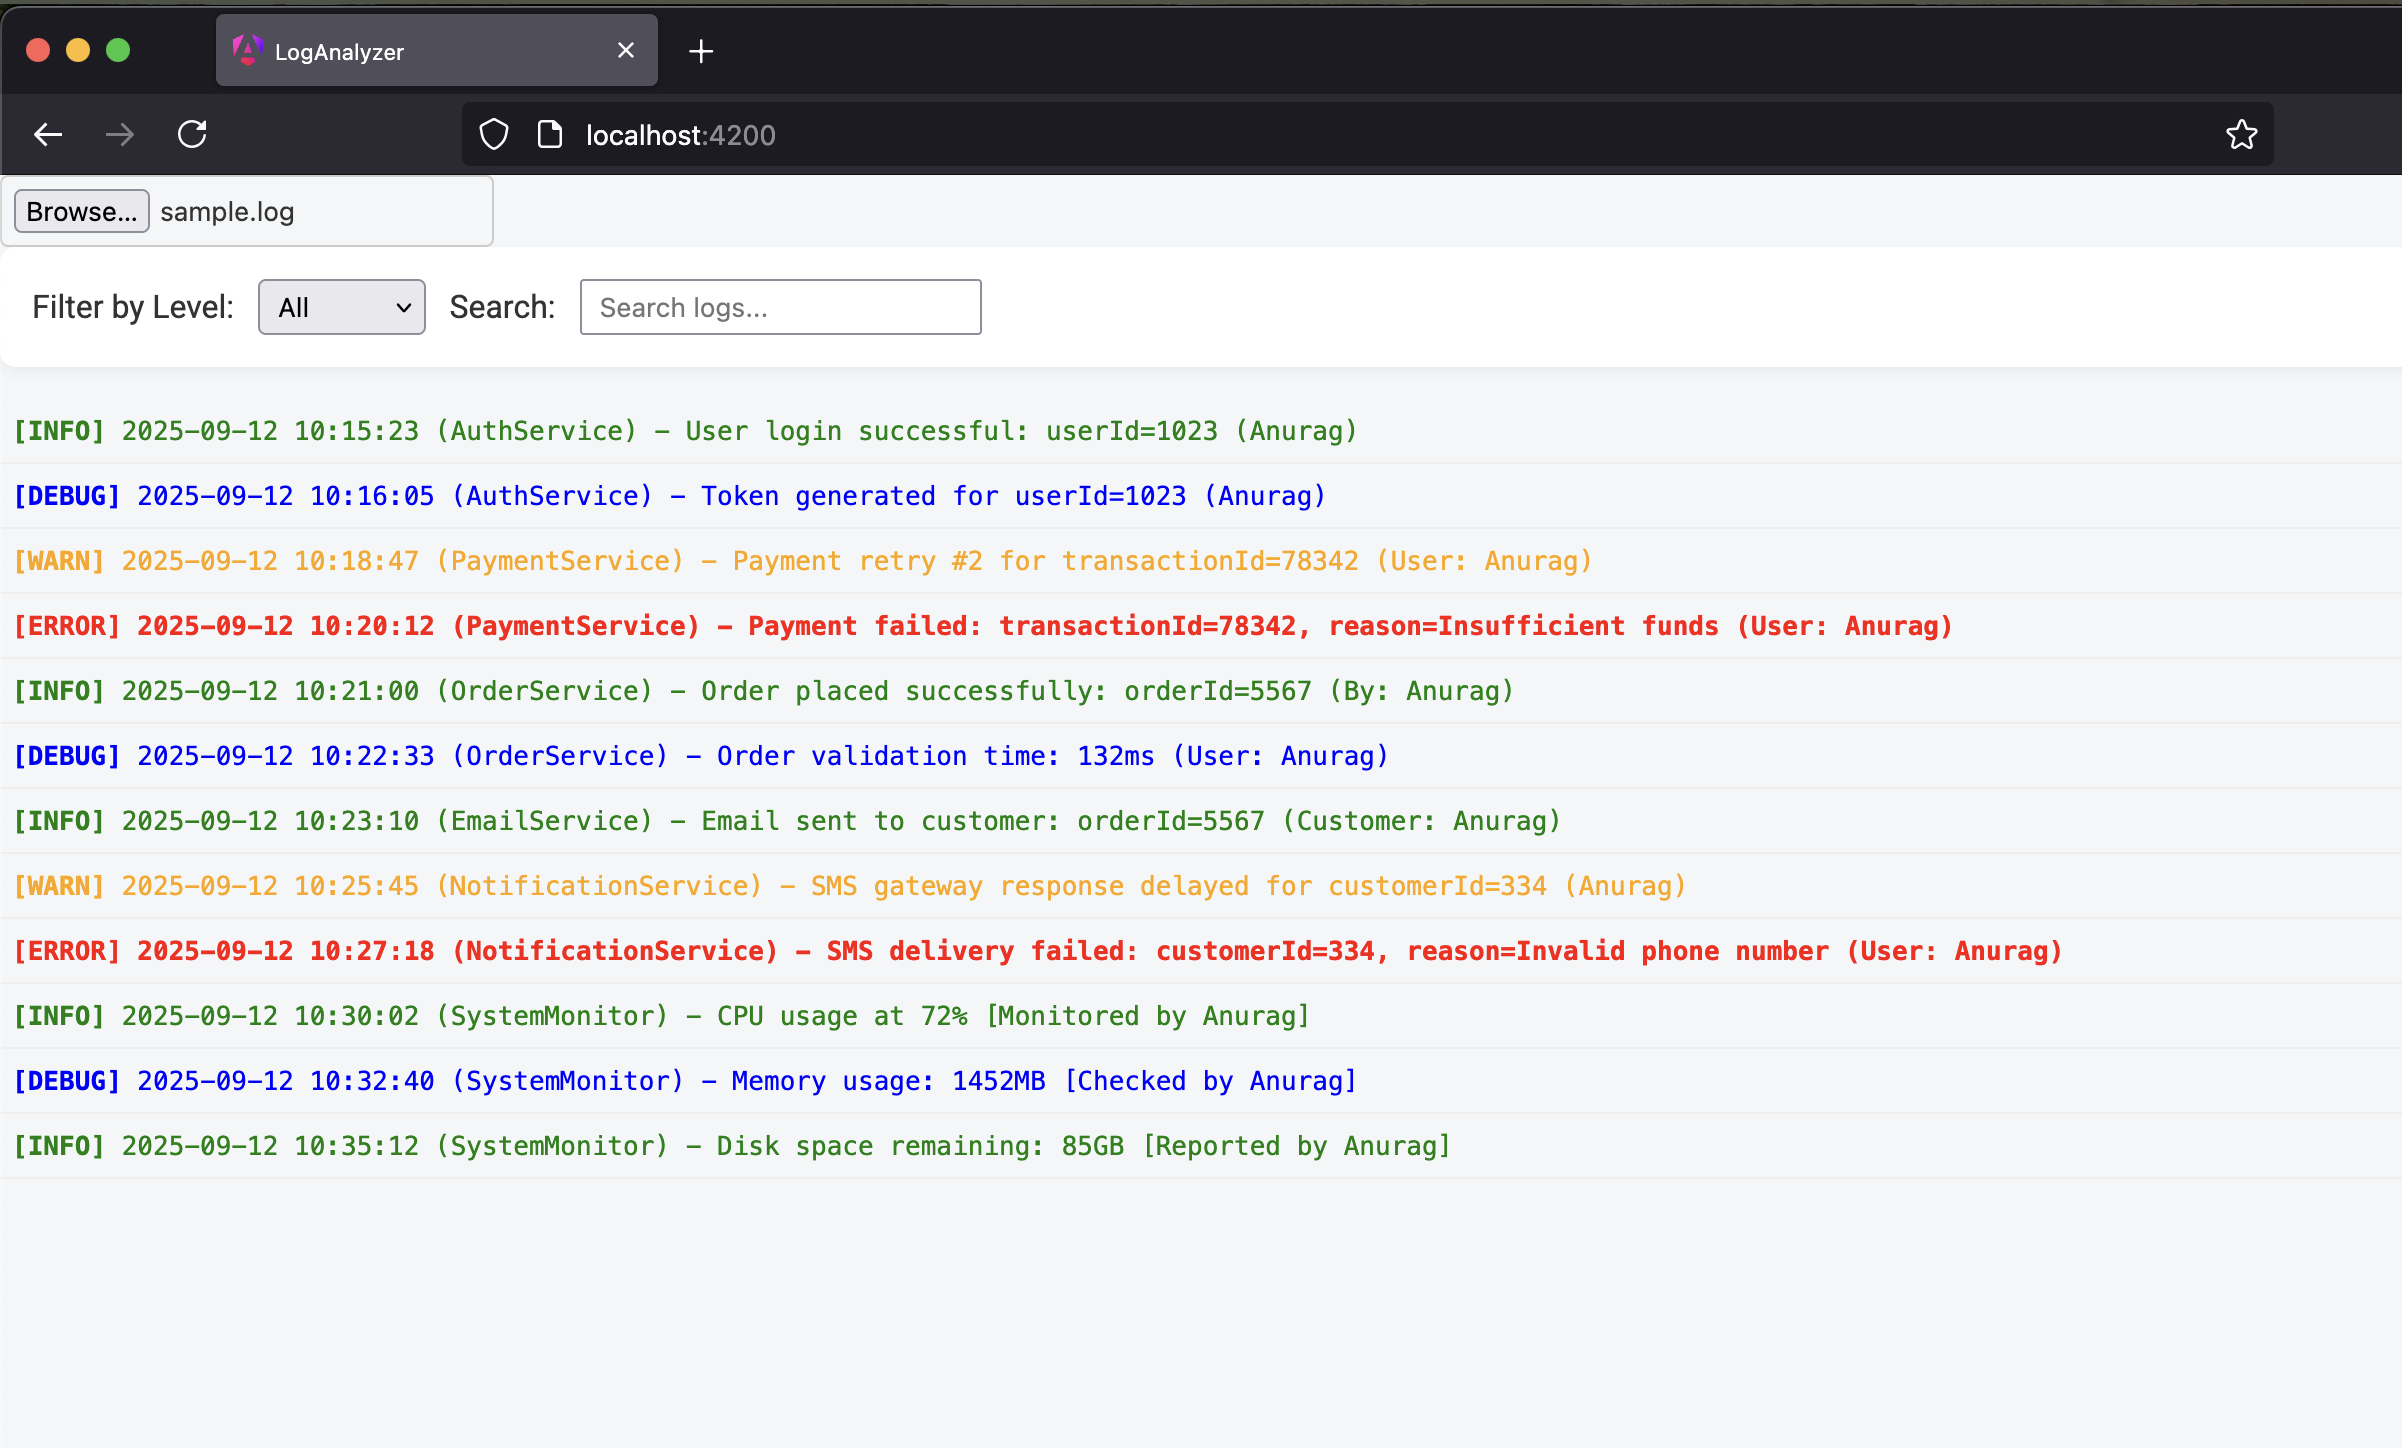 LogAnalyzer
localhost:4200
Browse... sample.log
Filter by Level: All Search: Search logs...
[INFO] 2025-09-12 10:15:23 (AuthService) - User login successful: userId=1023 (Anurag)
[DEBUG] 2025-09-12 10:16:05 (AuthService) - Token generated for userId=1023 (Anurag)
[WARN] 2025-09-12 10:18:47 (PaymentService) - Payment retry #2 for transactionId=78342 (User: Anurag)
[ERROR] 2025-09-12 10:20:12 (PaymentService) - Payment failed: transactionId=78342, reason=Insufficient funds (User: Anurag)
[INFO] 2025-09-12 10:21:00 (OrderService) - Order placed successfully: orderId=5567 (By: Anurag)
[DEBUG] 2025-09-12 10:22:33 (OrderService) - Order validation time: 132ms (User: Anurag)
[INFO] 2025-09-12 10:23:10 (EmailService) - Email sent to customer: orderId=5567 (Customer: Anurag)
[WARN] 2025-09-12 10:25:45 (NotificationService) - SMS gateway response delayed for customerId=334 (Anurag)
[ERROR] 2025-09-12 10:27:18 (NotificationService) - SMS delivery failed: customerId=334, reason=Invalid phone number (User: Anurag)
[INFO] 2025-09-12 10:30:02 (SystemMonitor) - CPU usage at 72% [Monitored by Anurag]
[DEBUG] 2025-09-12 10:32:40 (SystemMonitor) - Memory usage: 1452MB [Checked by Anurag]
[INFO] 2025-09-12 10:35:12 (SystemMonitor) - Disk space remaining: 85GB [Reported by Anurag]